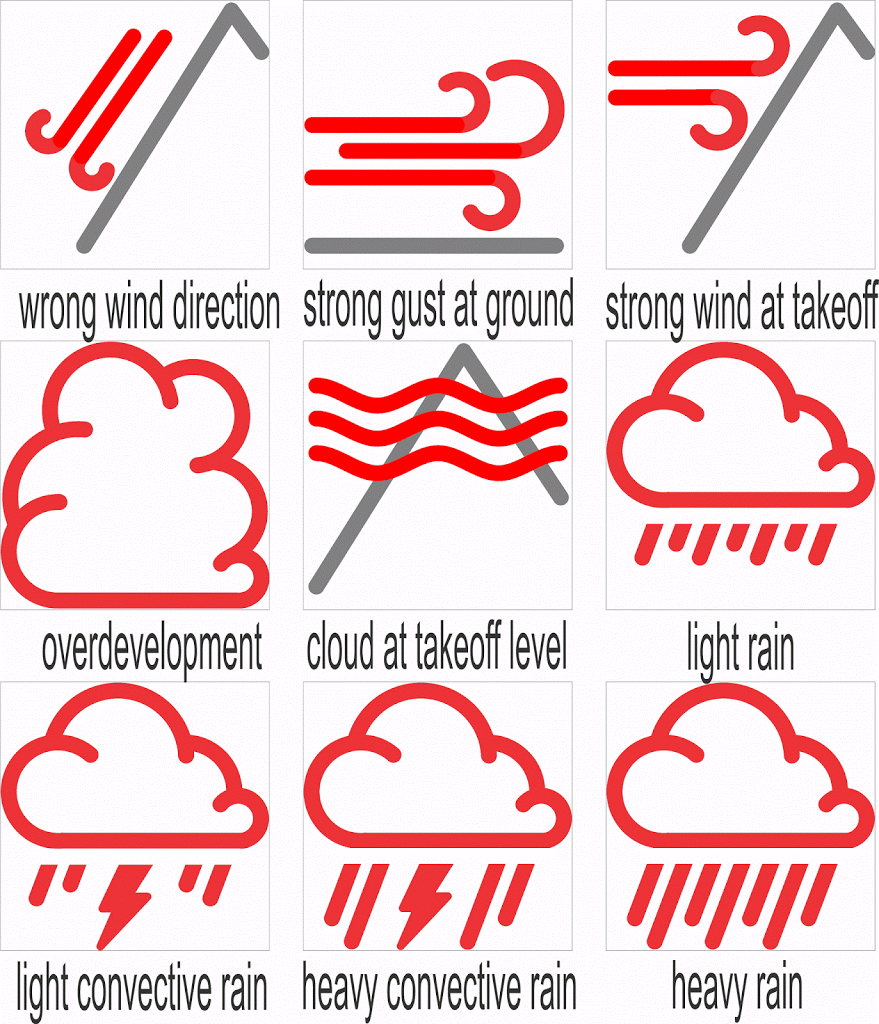 wrong wind direction
strong gust at ground
strong wind at takeoff
overdevelopment
cloud at takeoff level
light rain
light convective rain
heavy convective rain
heavy rain